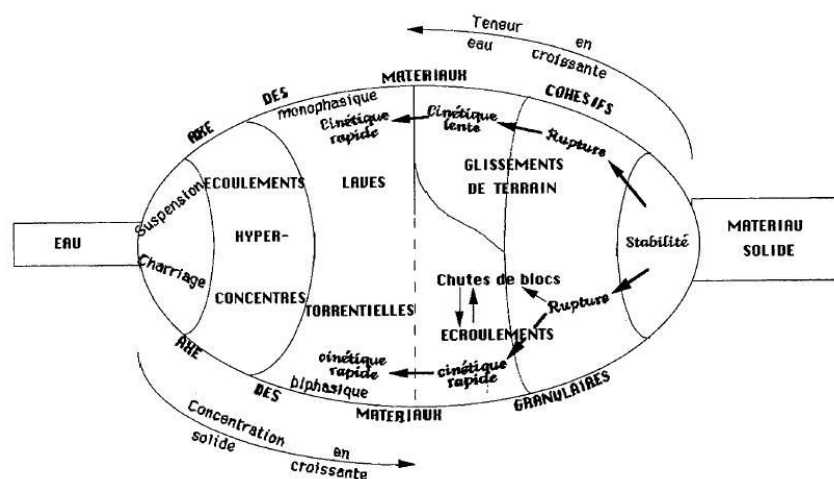 Teneur en
eau croissante
AXE DES MATERIAUX COHESIFS
monophasique
Cinétique
rapide
Cinétique
lente
Rupture
Suspension
ECOULEMENTS
LAVES
GLISSEMENTS
DE TERRAIN
EAU
HYPER-
Stabilité
MATERIAU
SOLIDE
Charriage
CONCENTRES
TORRENTIELLES
Chutes de blocs
Rupture
ECROULEMENTS
cinétique
rapide
cinétique
rapide
biphasique
AXE DES MATERIAUX GRANULAIRES
Concentration en
solide croissante